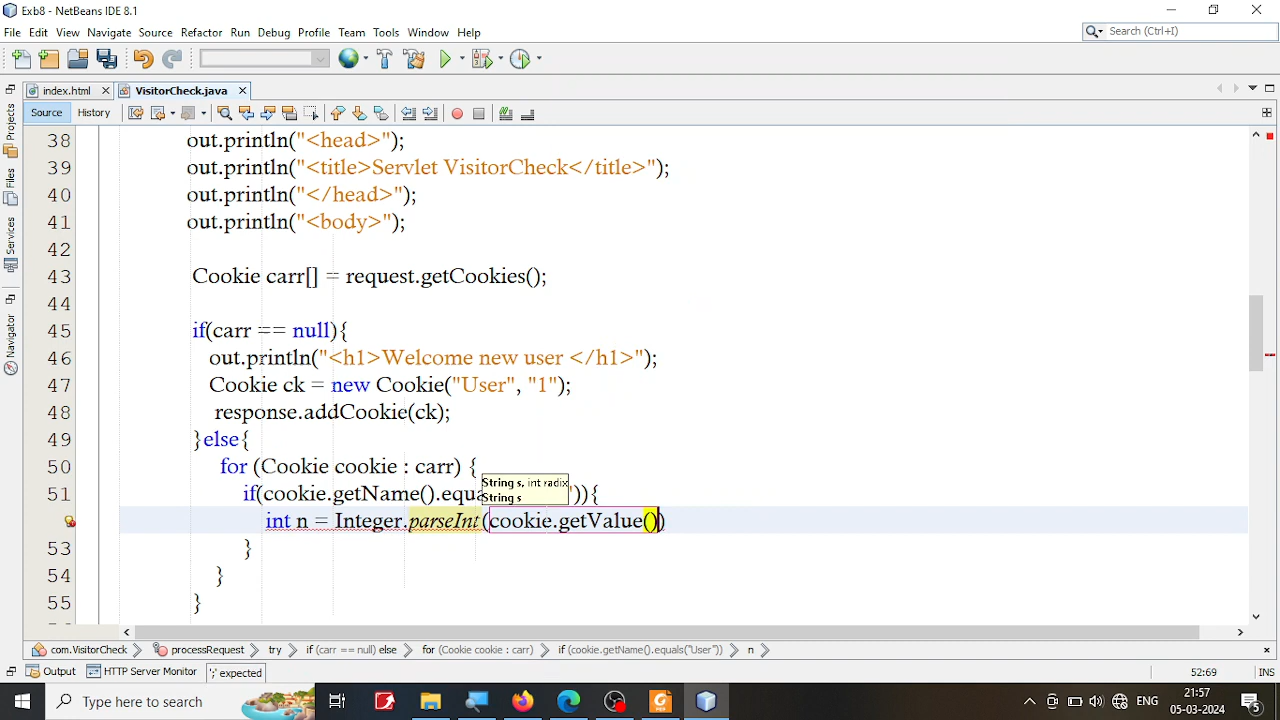 Exb8 - NetBeans IDE 8.1
File Edit View Navigate Source Refactor Run Debug Profile Team Tools Window Help
Search (Ctrl+I)
index.html VisitorCheck.java
Source History
38 out.println("<head>");
39 out.println("<title>Servlet VisitorCheck</title>");
40 out.println("</head>");
41 out.println("<body>");
42
43 Cookie carr[] = request.getCookies();
44
45 if(carr == null){
46 out.println("<h1>Welcome new user </h1>");
47 Cookie ck = new Cookie("User", "1");
48 response.addCookie(ck);
49 }else{
50 for (Cookie cookie : carr) {
String s, int radix
51 if(cookie.getName().equa ")){
String s
int n = Integer.parseInt(cookie.getValue())
53 }
54 }
55 }
Projects
Files
Services
Navigator
com.VisitorCheck processRequest try if (carr == null) else for (Cookie cookie : carr) if (cookie.getName().equals("User")) n
Output HTTP Server Monitor ';' expected 52:69 INS
Type here to search
ENG 21:57
05-03-2024 5